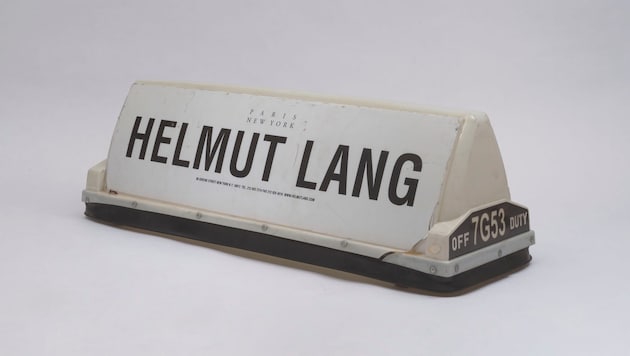 PARIS
NEW YORK
HELMUT LANG
OFF 7G53 DUTY